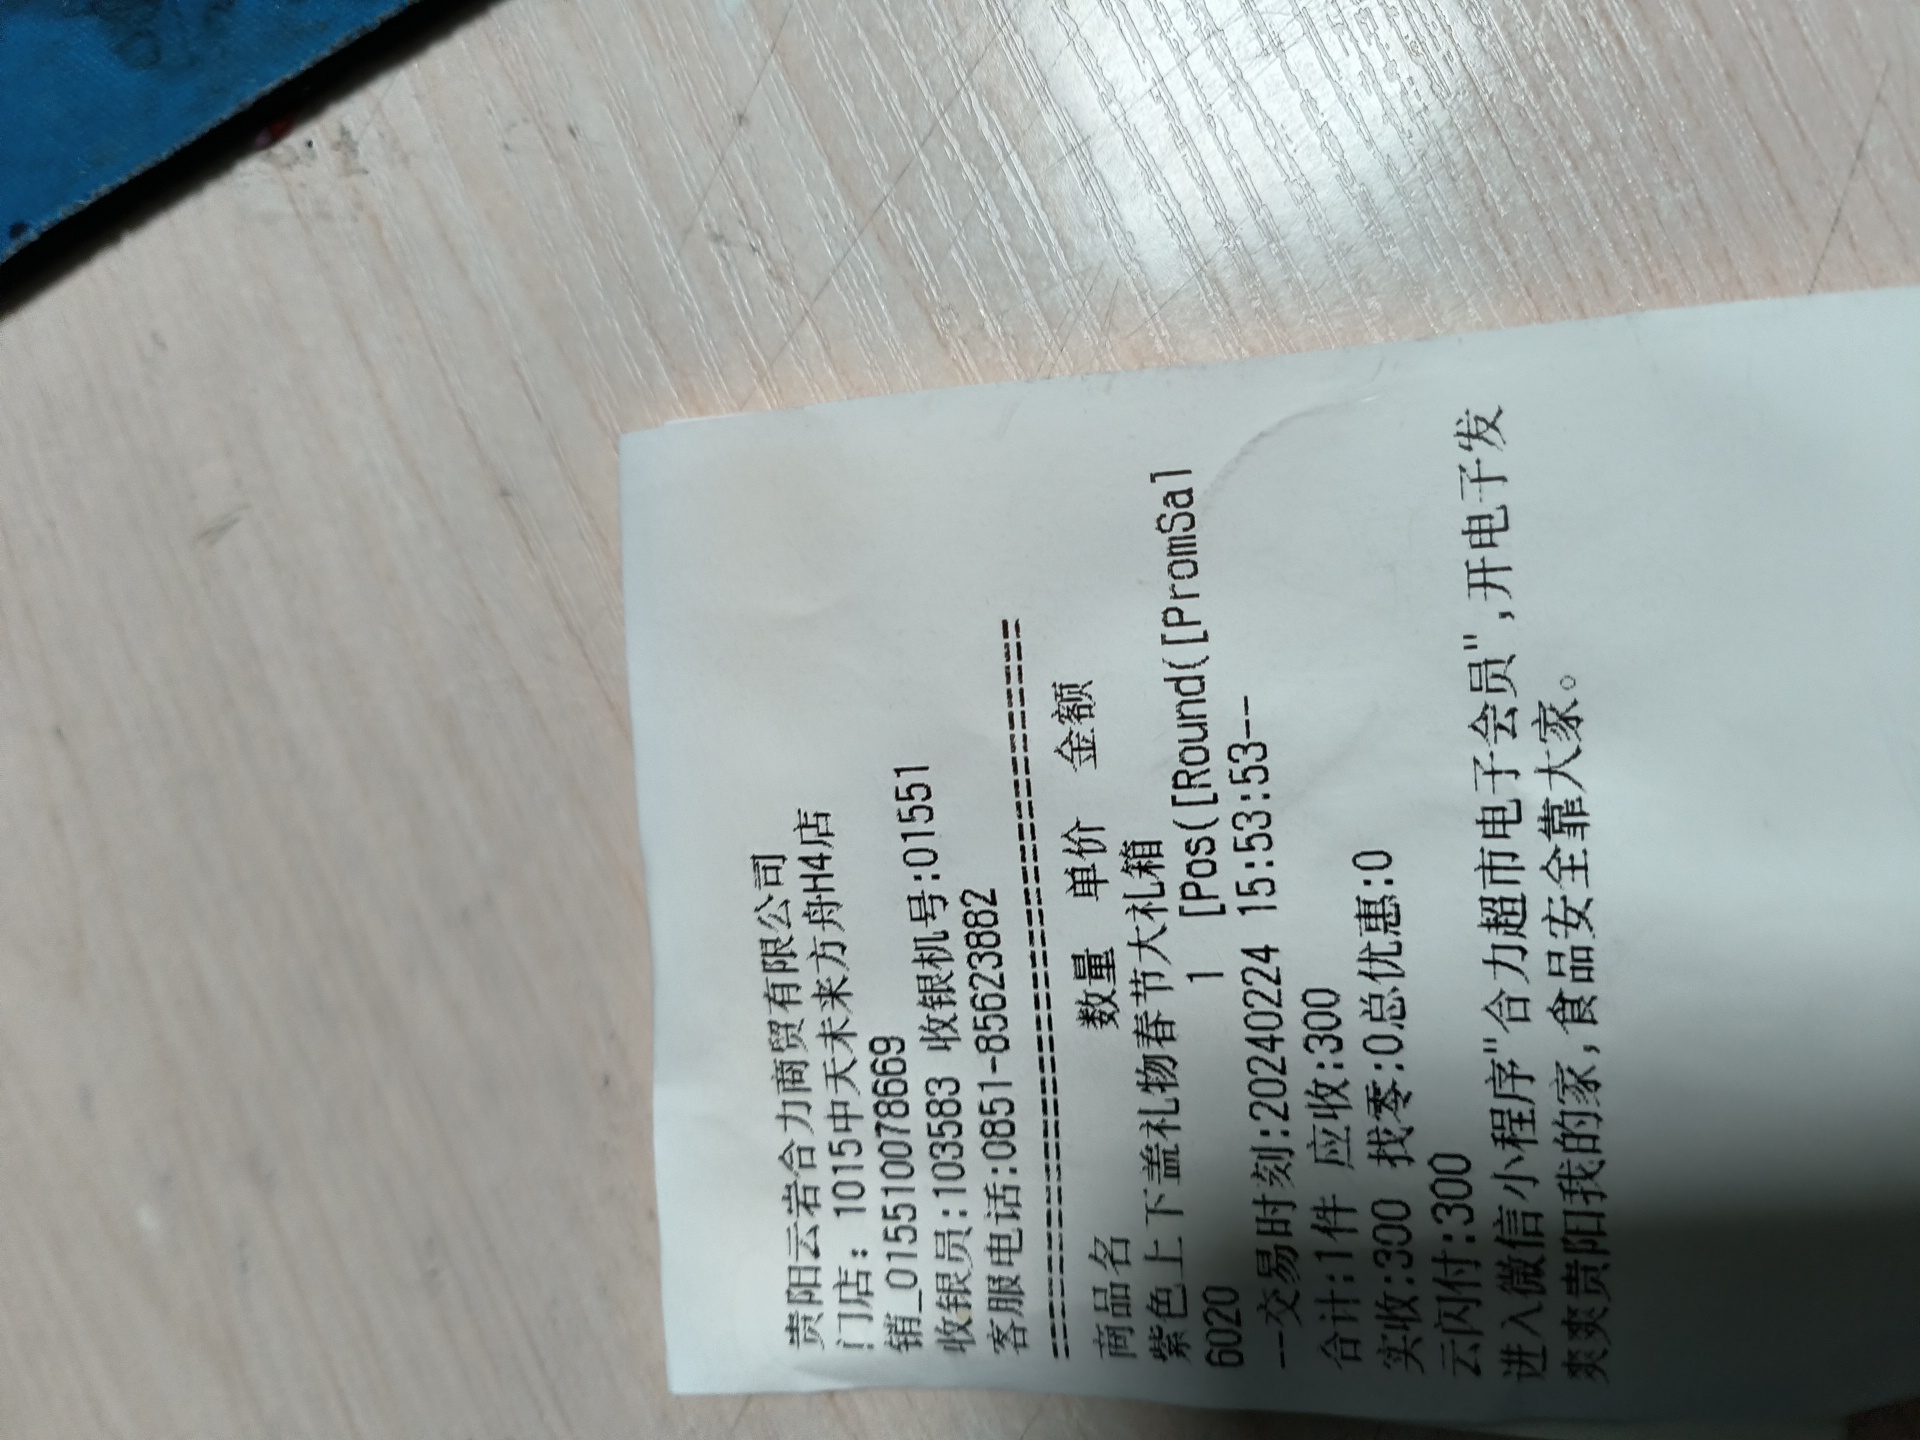 贵阳云岩合力商贸有限公司
门店: 1015中天未来方舟H4店
销_0155510078669
收银员:103583 收银机号:01551
客服电话:0851-85623882
==================================
商品名 数量 单价 金额
紫色上下盖礼物春节大礼箱
6020 1 [Pos([Round([PromSal
--交易时刻:20240224 15:53:53--
合计:1件 应收:300
实收:300 找零:0总优惠:0
云闪付:300
进入微信小程序"合力超市电子会员",开电子发
爽爽贵阳我的家,食品安全靠大家。